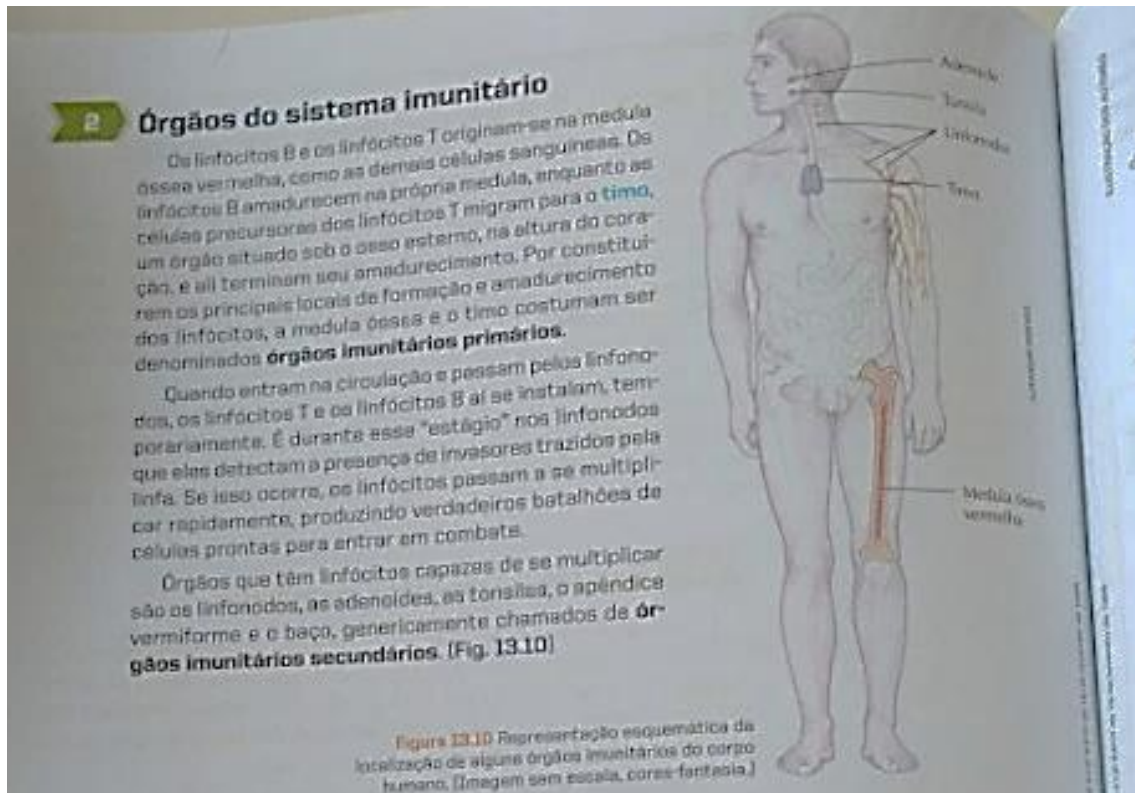 2 Órgãos do sistema imunitário
Os linfócitos B e os linfócitos T originam-se na medula
óssea vermelha, como as demais células sanguíneas. Os
linfócitos B amadurecem na própria medula, enquanto as
células precursoras dos linfócitos T migram para o timo,
um órgão situado sob o osso esterno, na altura do cora-
ção, e ali terminam seu amadurecimento. Por constituí-
rem os principais locais de formação e amadurecimento
dos linfócitos, a medula óssea e o timo costumam ser
denominados órgãos imunitários primários.
Quando entram na circulação e passam pelos linfono-
dos, os linfócitos T e os linfócitos B aí se instalam, tem-
porariamente. É durante esse "estágio" nos linfonodos
que eles detectam a presença de invasores trazidos pela
linfa. Se isso ocorre, os linfócitos passam a se multipli-
car rapidamente, produzindo verdadeiros batalhões de
células prontas para entrar em combate.
Órgãos que têm linfócitos capazes de se multiplicar
são os linfonodos, as adenoides, as tonsilas, o apêndice
vermiforme e o baço, genericamente chamados de ór-
gãos imunitários secundários. (Fig. 13.10)
Figura 13.10 Representação esquemática da
localização de alguns órgãos imunitários do corpo
humano. (Imagem sem escala, cores-fantasia.)
Adenoide
Tonsila
Linfonodos
Timo
Medula óssea
vermelha